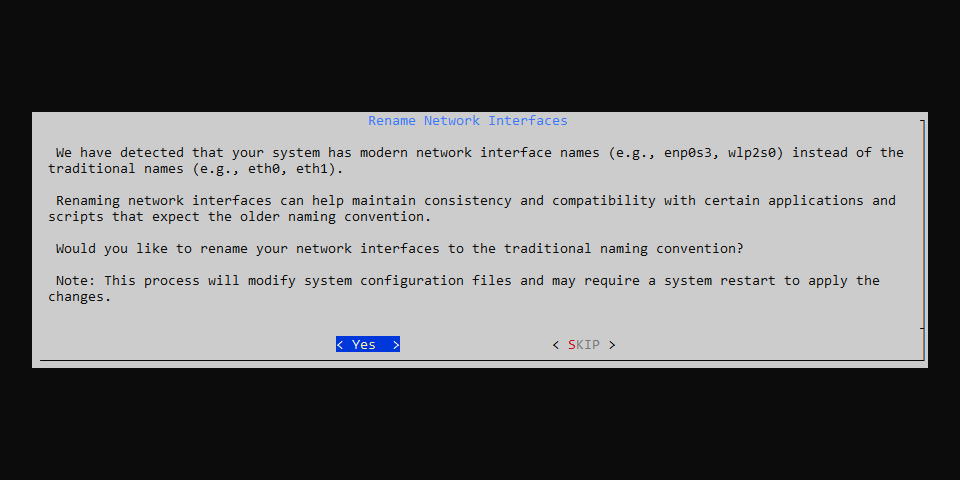 Rename Network Interfaces
We have detected that your system has modern network interface names (e.g., enp0s3, wlp2s0) instead of the
traditional names (e.g., eth0, eth1).
Renaming network interfaces can help maintain consistency and compatibility with certain applications and
scripts that expect the older naming convention.
Would you like to rename your network interfaces to the traditional naming convention?
Note: This process will modify system configuration files and may require a system restart to apply the
changes.
< Yes > < SKIP >